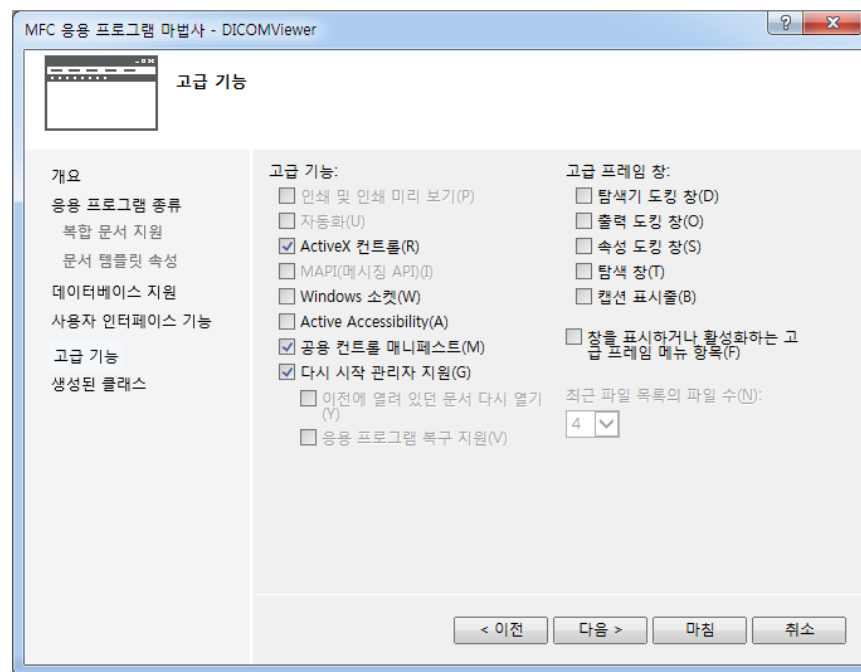 MFC 응용 프로그램 마법사 - DICOMViewer
고급 기능
개요
응용 프로그램 종류
복합 문서 지원
문서 템플릿 속성
데이터베이스 지원
사용자 인터페이스 기능
고급 기능
생성된 클래스
고급 기능:
인쇄 및 인쇄 미리 보기(P)
자동화(U)
ActiveX 컨트롤(R)
MAPI(메시징 API)(I)
Windows 소켓(W)
Active Accessibility(A)
공용 컨트롤 매니페스트(M)
다시 시작 관리자 지원(G)
이전에 열려 있던 문서 다시 열기
(Y)
응용 프로그램 복구 지원(V)
고급 프레임 창:
탐색기 도킹 창(D)
출력 도킹 창(O)
속성 도킹 창(S)
탐색 창(T)
캡션 표시줄(B)
창을 표시하거나 활성화하는 고
급 프레임 메뉴 항목(F)
최근 파일 목록의 파일 수(N):
4
< 이전
다음 >
마침
취소